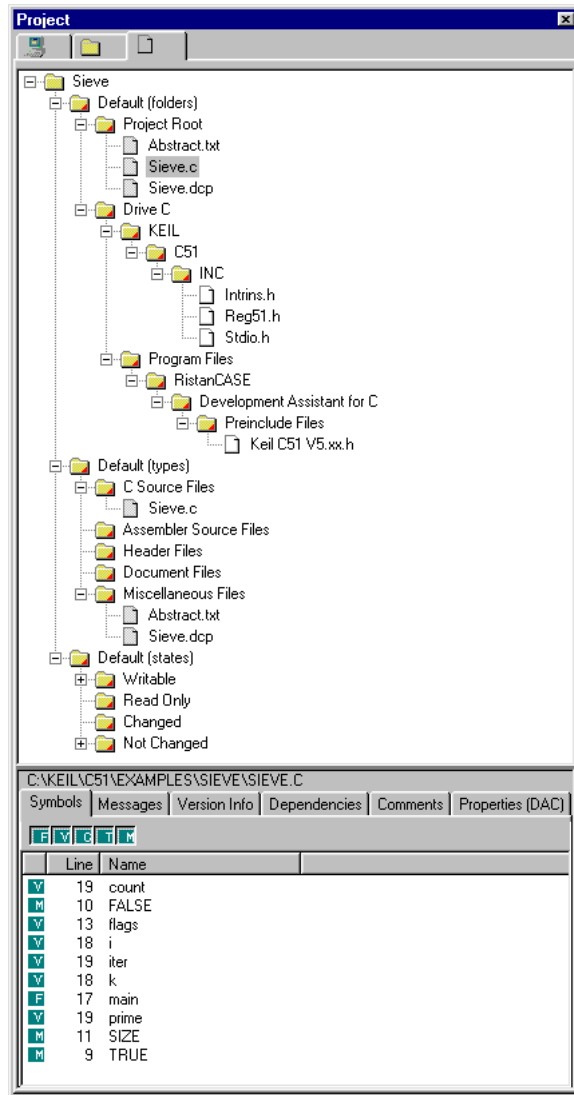 Project
Sieve
Default (folders)
Project Root
Abstract.txt
Sieve.c
Sieve.dcp
Drive C
KEIL
C51
INC
Intrins.h
Reg51.h
Stdio.h
Program Files
RistanCASE
Development Assistant for C
Preinclude Files
Keil C51 V5.xx.h
Default (types)
C Source Files
Sieve.c
Assembler Source Files
Header Files
Document Files
Miscellaneous Files
Abstract.txt
Sieve.dcp
Default (states)
Writable
Read Only
Changed
Not Changed
C:\KEIL\C51\EXAMPLES\SIEVE\SIEVE.C
Symbols Messages Version Info Dependencies Comments Properties (DAC)
F V C T M
Line Name
V 19 count
M 10 FALSE
V 13 flags
V 18 i
V 19 iter
V 18 k
F 17 main
V 19 prime
M 11 SIZE
M 9 TRUE